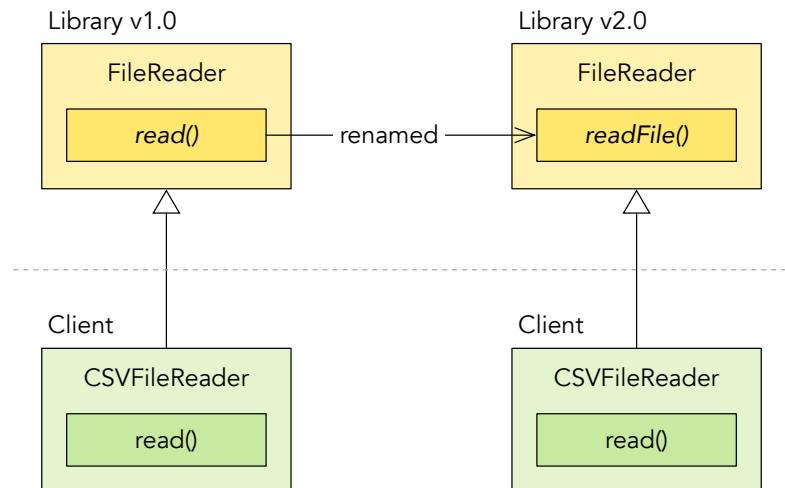 Library v1.0
Library v2.0
FileReader
FileReader
read()
renamed
readFile()
Client
Client
CSVFileReader
CSVFileReader
read()
read()